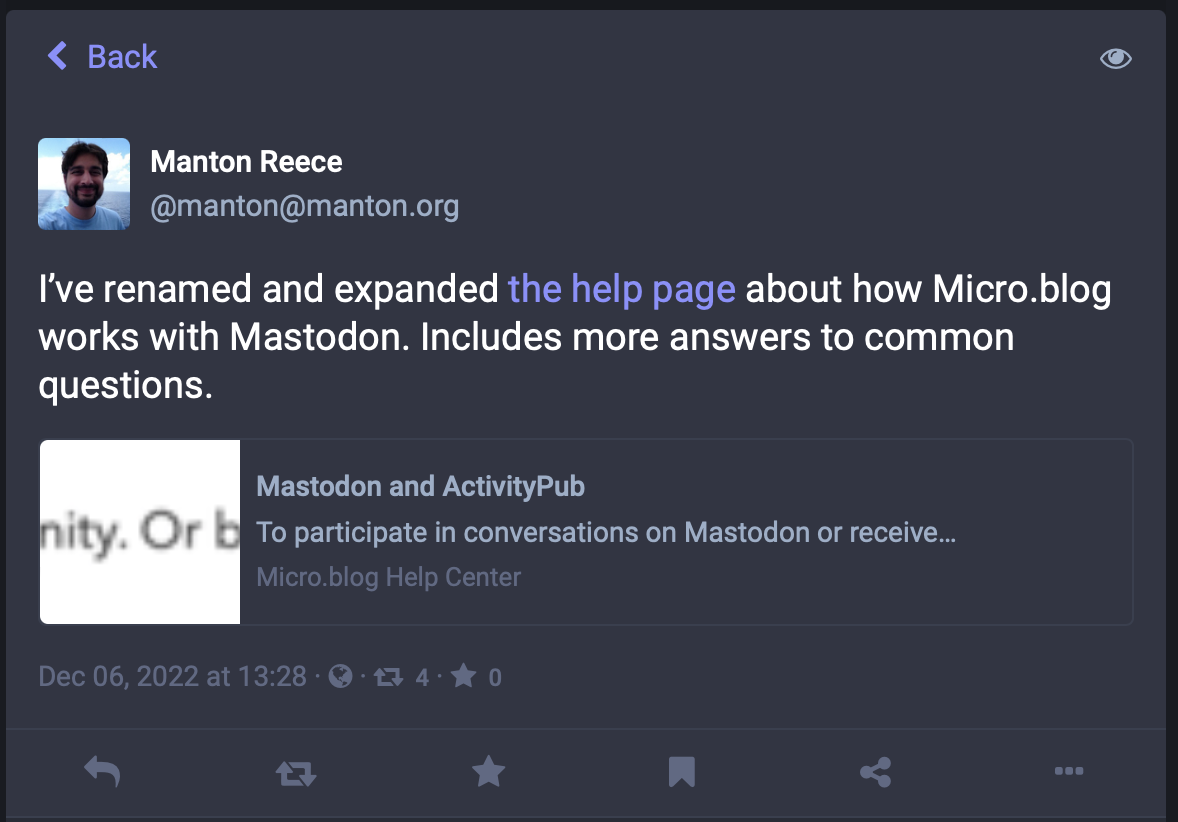 Back
Manton Reece
@manton@manton.org
I’ve renamed and expanded the help page about how Micro.blog
works with Mastodon. Includes more answers to common
questions.
nity. Or b
Mastodon and ActivityPub
To participate in conversations on Mastodon or receive…
Micro.blog Help Center
Dec 06, 2022 at 13:28 · · 4 · 0